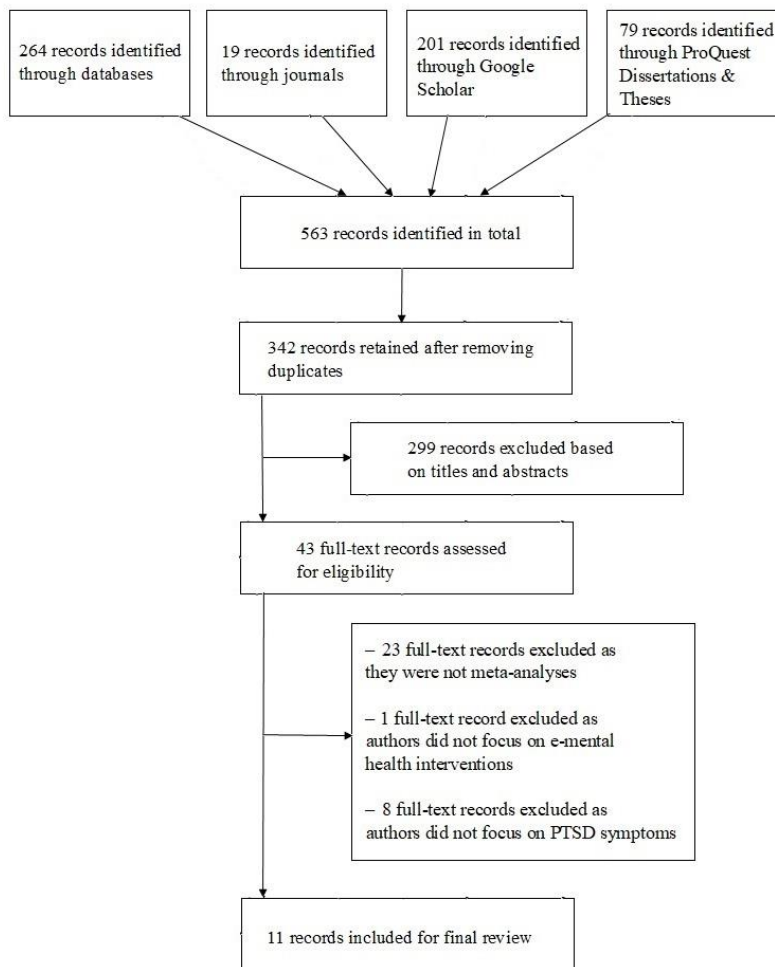 264 records identified
through databases
19 records identified
through journals
201 records identified
through Google
Scholar
79 records identified
through ProQuest
Dissertations &
Theses
563 records identified in total
342 records retained after removing
duplicates
299 records excluded based
on titles and abstracts
43 full-text records assessed
for eligibility
– 23 full-text records excluded as
they were not meta-analyses
– 1 full-text record excluded as
authors did not focus on e-mental
health interventions
– 8 full-text records excluded as
authors did not focus on PTSD symptoms
11 records included for final review